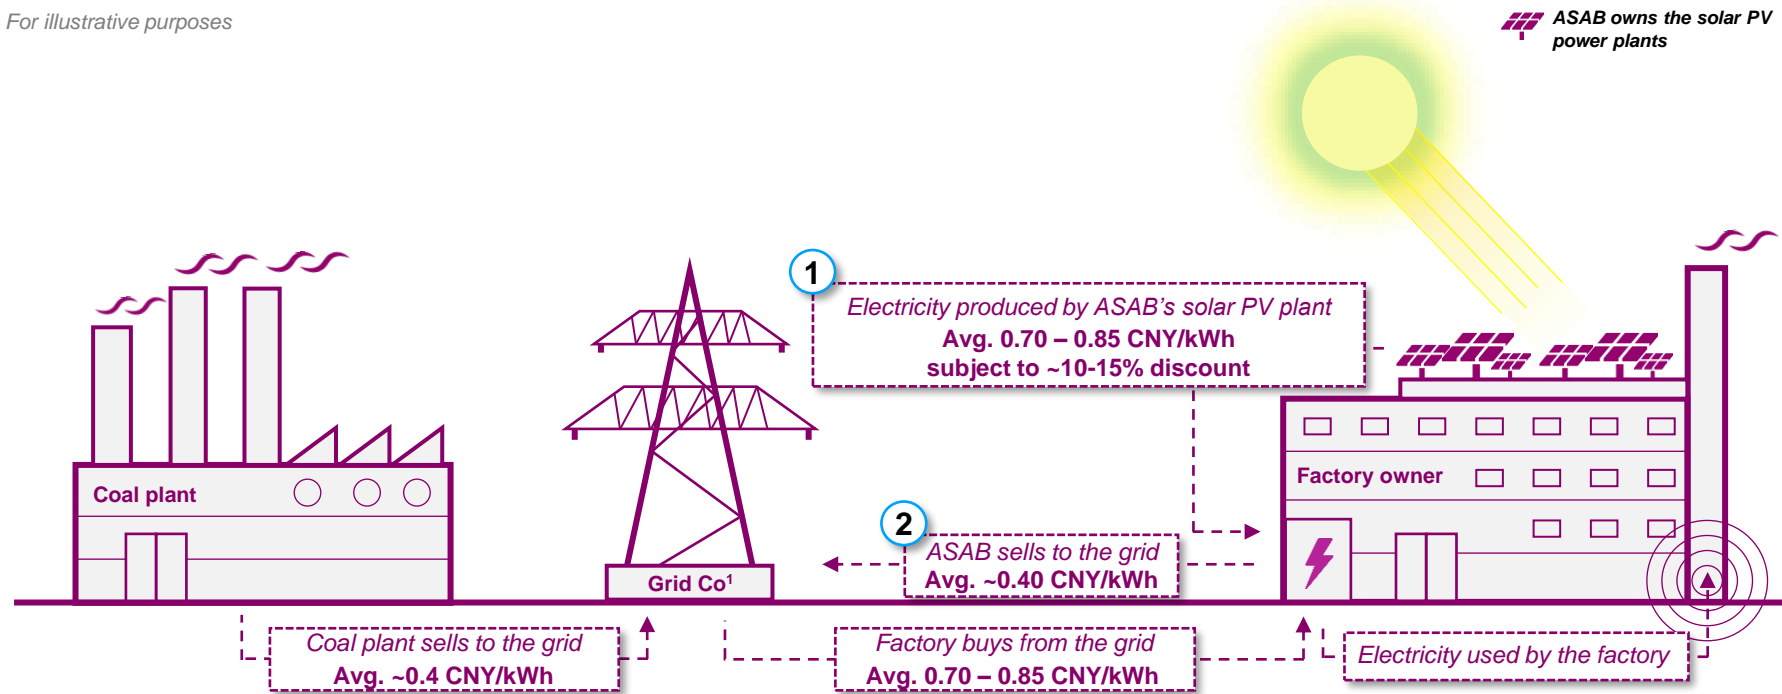 For illustrative purposes
ASAB owns the solar PV
power plants
1
Electricity produced by ASAB's solar PV plant
Avg. 0.70 – 0.85 CNY/kWh
subject to ~10-15% discount
Coal plant
Factory owner
2
ASAB sells to the grid
Avg. ~0.40 CNY/kWh
Grid Co¹
Coal plant sells to the grid
Avg. ~0.4 CNY/kWh
Factory buys from the grid
Avg. 0.70 – 0.85 CNY/kWh
Electricity used by the factory